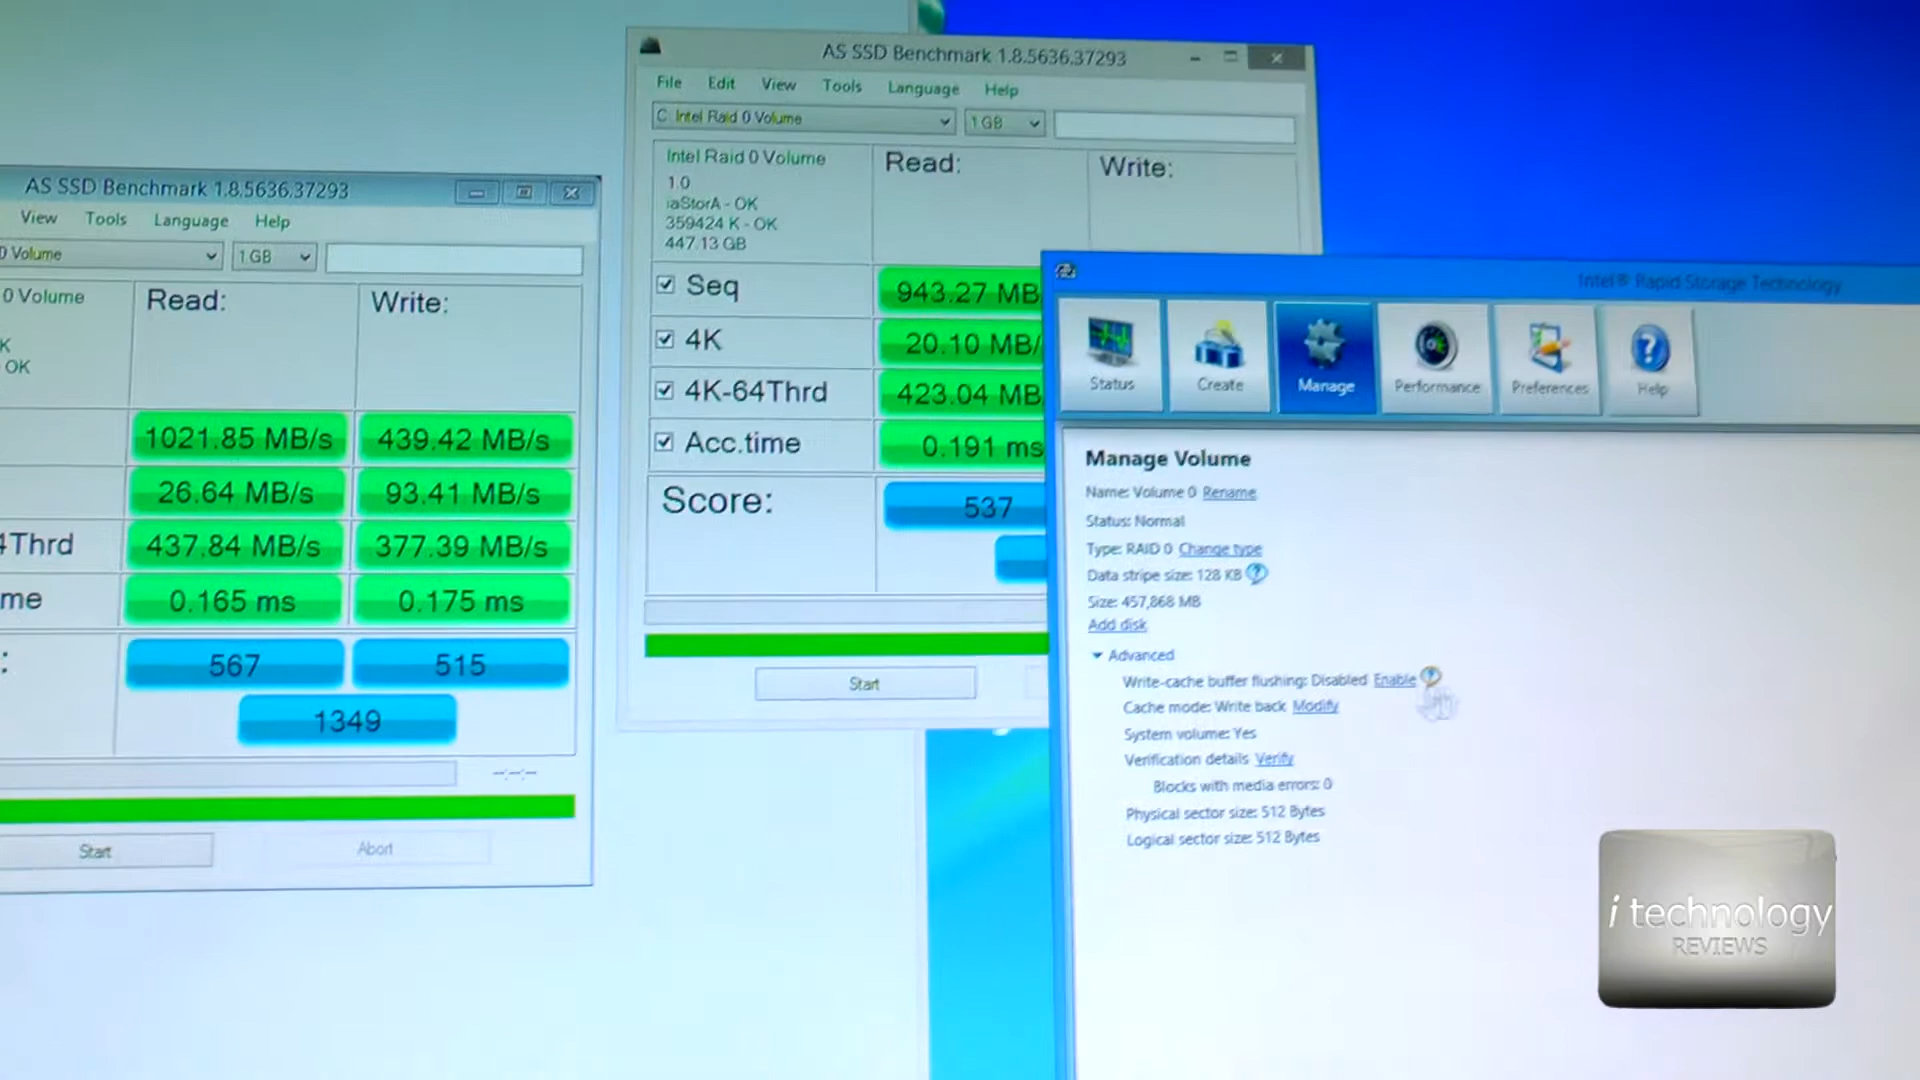 AS SSD Benchmark 1.8.5636.37293
View Tools Language Help
0 Volume 1 GB
0 Volume Read: Write:
K
OK
1021.85 MB/s 439.42 MB/s
26.64 MB/s 93.41 MB/s
4Thrd 437.84 MB/s 377.39 MB/s
me 0.165 ms 0.175 ms
: 567 515
1349
--:--:--
Start Abort
AS SSD Benchmark 1.8.5636.37293
File Edit View Tools Language Help
C: Intel Raid 0 Volume 1 GB
Intel Raid 0 Volume Read: Write:
1.0
iaStorA - OK
359424 K - OK
447.13 GB
Seq 943.27 MB
4K 20.10 MB/
4K-64Thrd 423.04 MB
Acc.time 0.191 ms
Score: 537
Start
Intel® Rapid Storage Technology
Status Create Manage Performance Preferences Help
Manage Volume
Name: Volume 0 Rename
Status: Normal
Type: RAID 0 Change type
Data stripe size: 128 KB
Size: 457,868 MB
Add disk
Advanced
Write-cache buffer flushing: Disabled Enable
Cache mode: Write back Modify
System volume: Yes
Verification details Verify
Blocks with media errors: 0
Physical sector size: 512 Bytes
Logical sector size: 512 Bytes
i technology
REVIEWS